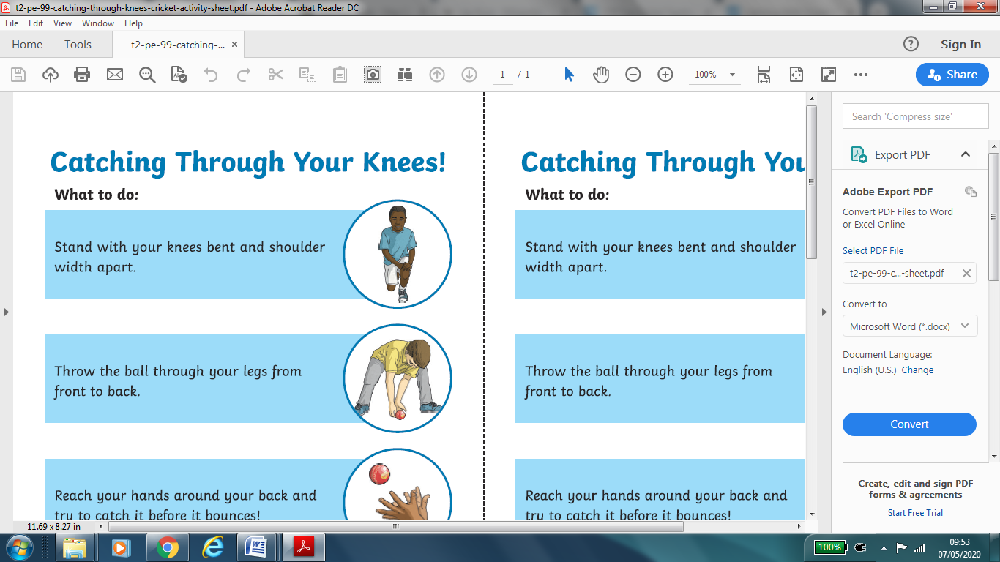 t2-pe-99-catching-through-knees-cricket-activity-sheet.pdf - Adobe Acrobat Reader DC
File Edit View Window Help
Home Tools t2-pe-99-catching-... × Sign In
1 / 1 100% Share
Catching Through Your Knees!
What to do:
Stand with your knees bent and shoulder
width apart.
Throw the ball through your legs from
front to back.
Reach your hands around your back and
try to catch it before it bounces!
Catching Through You
What to do:
Stand with your knees bent and shoulder
width apart.
Throw the ball through your legs from
front to back.
Reach your hands around your back and
try to catch it before it bounces!
Search 'Compress size'
Export PDF
Adobe Export PDF
Convert PDF Files to Word
or Excel Online
Select PDF File
t2-pe-99-c...-sheet.pdf
Convert to
Microsoft Word (*.docx)
Document Language:
English (U.S.) Change
Convert
Create, edit and sign PDF
forms & agreements
Start Free Trial
11.69 x 8.27 in
100%
09:53
07/05/2020